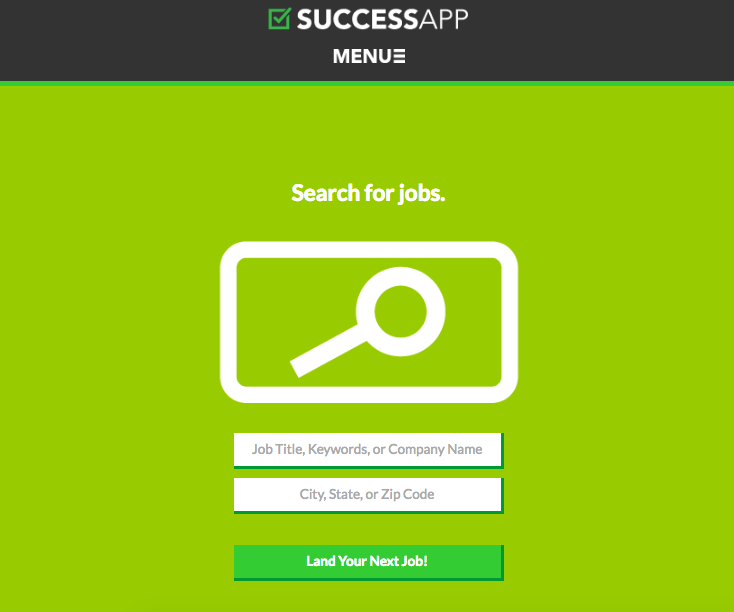 SUCCESSAPP
MENU
Search for jobs.
Job Title, Keywords, or Company Name
City, State, or Zip Code
Land Your Next Job!